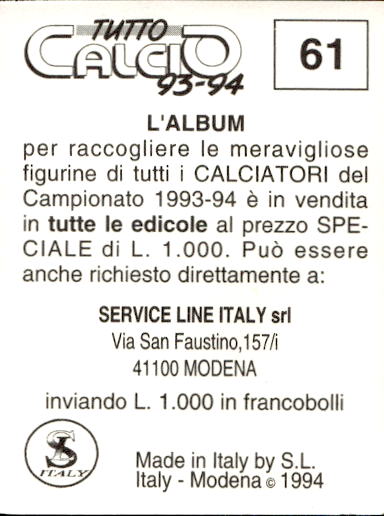 TUTTO
CALCIO
93-94
61
L'ALBUM
per raccogliere le meravigliose
figurine di tutti i CALCIATORI del
Campionato 1993-94 è in vendita
in tutte le edicole al prezzo SPE-
CIALE di L. 1.000. Può essere
anche richiesto direttamente a:
SERVICE LINE ITALY srl
Via San Faustino,157/i
41100 MODENA
inviando L. 1.000 in francobolli
SL
ITALY
Made in Italy by S.L.
Italy - Modena © 1994